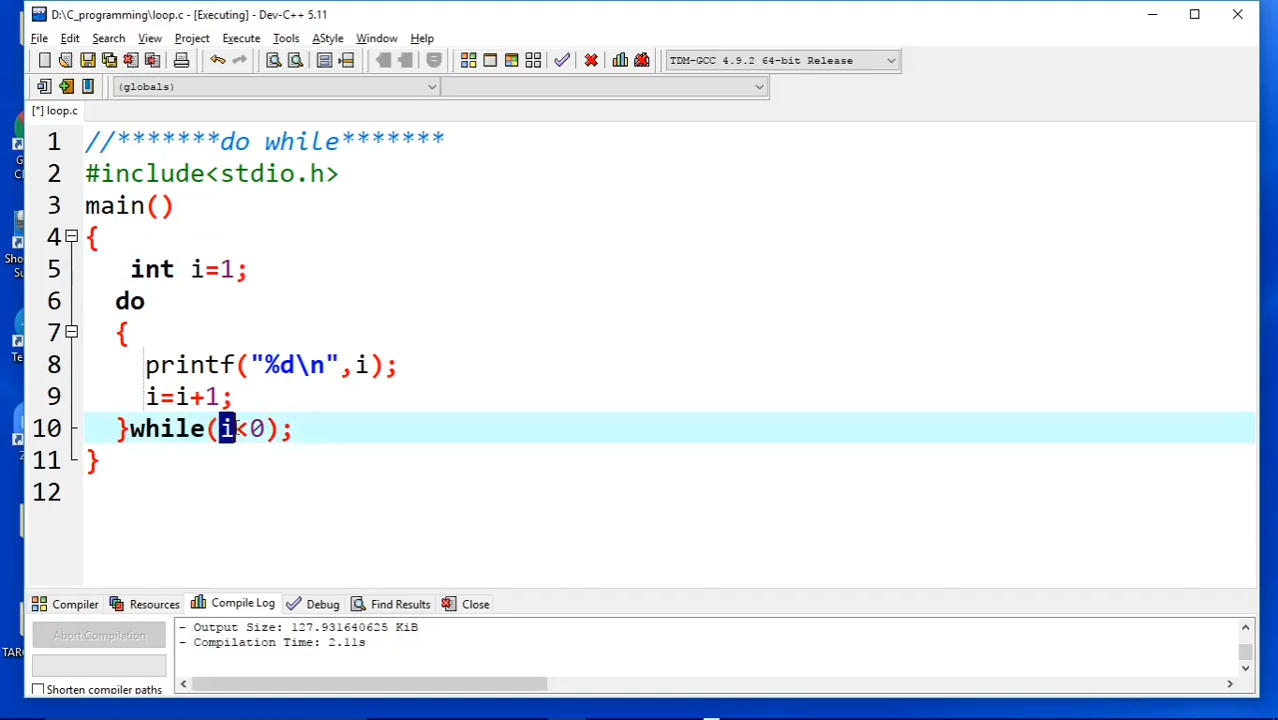 D:\C_programming\loop.c - [Executing] - Dev-C++ 5.11
File Edit Search View Project Execute Tools AStyle Window Help
TDM-GCC 4.9.2 64-bit Release
(globals)
[*] loop.c
1 //*******do while*******
2 #include<stdio.h>
3 main()
4 {
5 int i=1;
6 do
7 {
8 printf("%d\n",i);
9 i=i+1;
10 }while(i<0);
11 }
12
Compiler Resources Compile Log Debug Find Results Close
Abort Compilation
Shorten compiler paths
- Output Size: 127.931640625 KiB
- Compilation Time: 2.11s